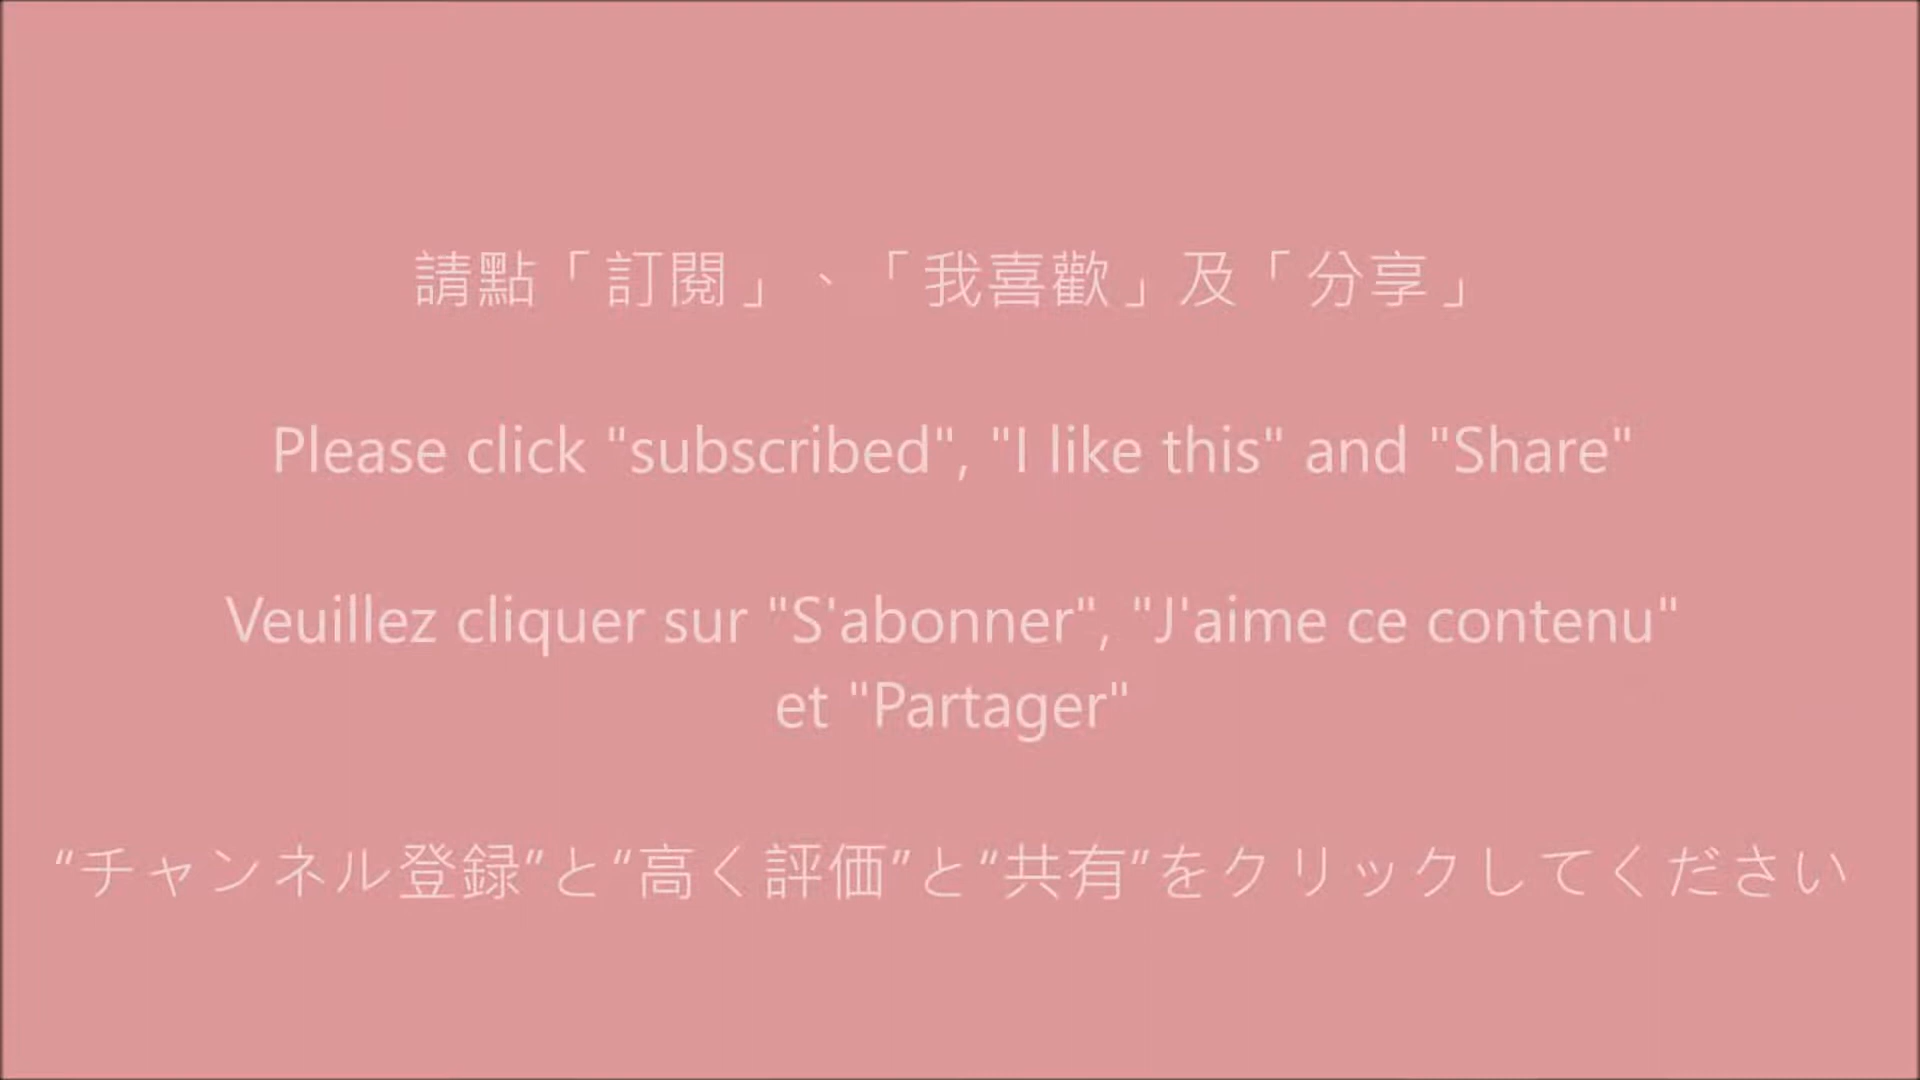 請點「訂閱」、「我喜歡」及「分享」
Please click "subscribed", "I like this" and "Share"
Veuillez cliquer sur "S'abonner", "J'aime ce contenu"
et "Partager"
“チャンネル登録”と“高く評価”と“共有”をクリックしてください